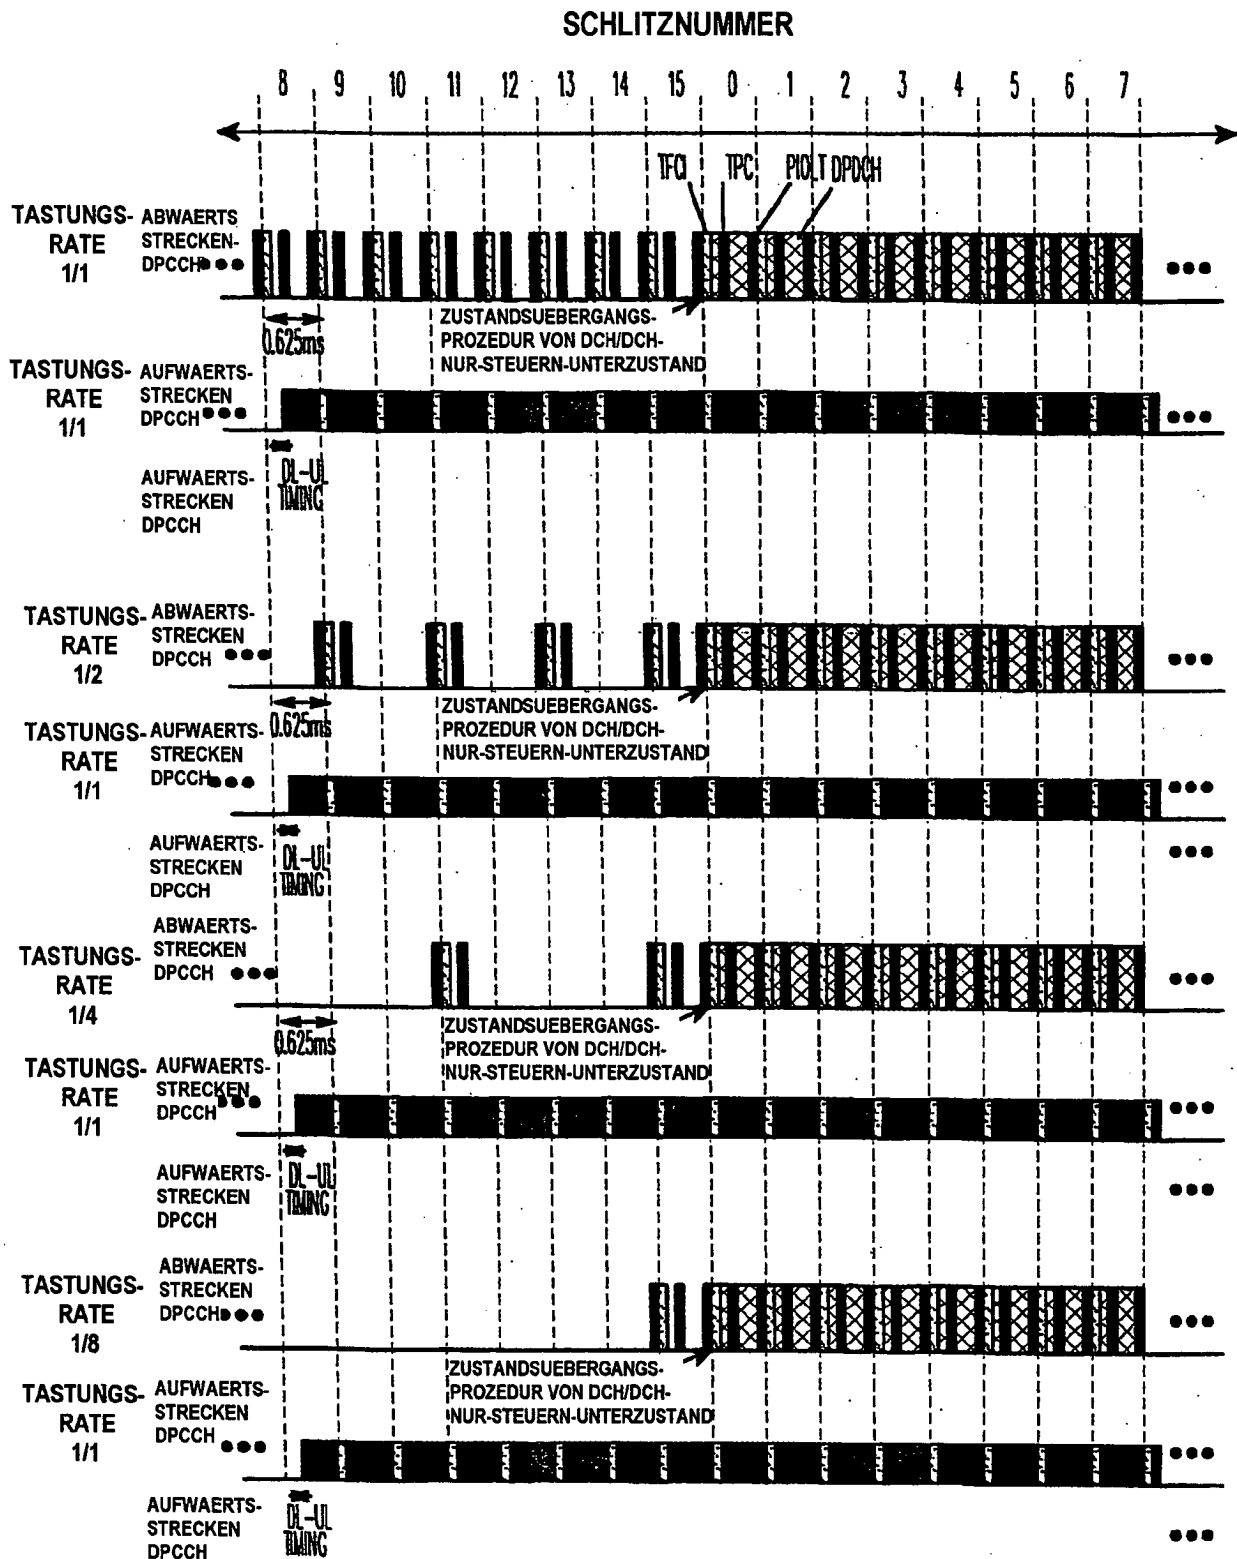 SCHLITZNUMMER
8 9 10 11 12 13 14 15 0 1 2 3 4 5 6 7
TFCI TPC PIOLT DPDCH
TASTUNGS-
RATE
1/1
ABWAERTS
STRECKEN-
DPCCH
0.625ms
ZUSTANDSUEBERGANGS-
PROZEDUR VON DCH/DCH-
NUR-STEUERN-UNTERZUSTAND
TASTUNGS-
RATE
1/1
AUFWAERTS-
STRECKEN
DPCCH
DL-UL
TIMING
AUFWAERTS-
STRECKEN
DPCCH
TASTUNGS-
RATE
1/2
ABWAERTS-
STRECKEN
DPCCH
0.625ms
ZUSTANDSUEBERGANGS-
PROZEDUR VON DCH/DCH-
NUR-STEUERN-UNTERZUSTAND
TASTUNGS-
RATE
1/1
AUFWAERTS-
STRECKEN
DPCCH
DL-UL
TIMING
AUFWAERTS-
STRECKEN
DPCCH
TASTUNGS-
RATE
1/4
ABWAERTS-
STRECKEN
DPCCH
0.625ms
ZUSTANDSUEBERGANGS-
PROZEDUR VON DCH/DCH-
NUR-STEUERN-UNTERZUSTAND
TASTUNGS-
RATE
1/1
AUFWAERTS-
STRECKEN
DPCCH
DL-UL
TIMING
AUFWAERTS-
STRECKEN
DPCCH
TASTUNGS-
RATE
1/8
ABWAERTS-
STRECKEN
DPCCH
ZUSTANDSUEBERGANGS-
PROZEDUR VON DCH/DCH-
NUR-STEUERN-UNTERZUSTAND
TASTUNGS-
RATE
1/1
AUFWAERTS-
STRECKEN
DPCCH
DL-UL
TIMING
AUFWAERTS-
STRECKEN
DPCCH